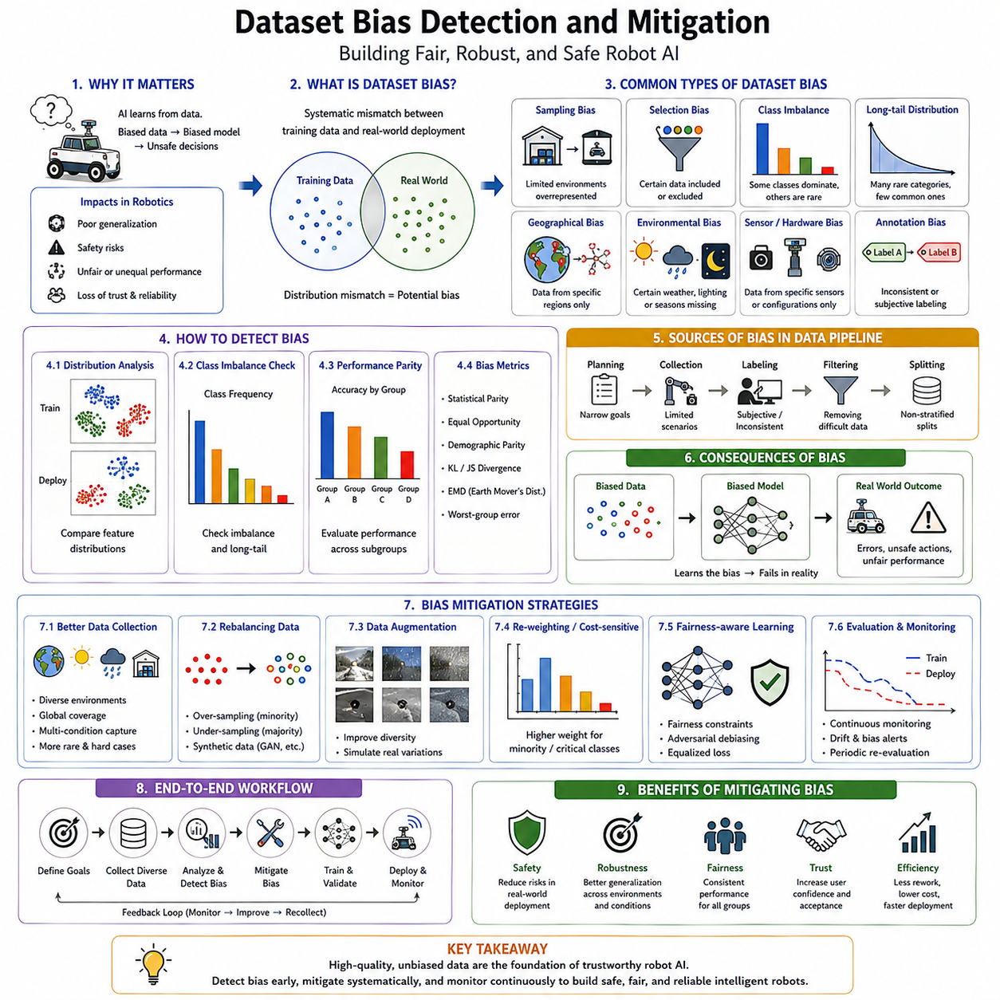 Dataset Bias Detection and Mitigation
Building Fair, Robust, and Safe Robot AI
1. WHY IT MATTERS
?
AI learns from data.
Biased data → Biased model
→ Unsafe decisions
Impacts in Robotics
Poor generalization
Safety risks
Unfair or unequal performance
Loss of trust & reliability
2. WHAT IS DATASET BIAS?
Systematic mismatch between
training data and real-world deployment
Training Data
Real World
Distribution mismatch = Potential bias
3. COMMON TYPES OF DATASET BIAS
Sampling Bias
Limited environments
overrepresented
Selection Bias
Certain data included
or excluded
Class Imbalance
Some classes dominate,
others are rare
Long-tail Distribution
Many rare categories,
few common ones
Geographical Bias
Data from specific
regions only
Environmental Bias
Certain weather, lighting
or seasons missing
Sensor / Hardware Bias
Data from specific sensors
or configurations only
Annotation Bias
Label A → Label B
Inconsistent or
subjective labeling
4. HOW TO DETECT BIAS
4.1 Distribution Analysis
Train
Deploy
Compare feature
distributions
4.2 Class Imbalance Check
Class Frequency
Check imbalance
and long-tail
4.3 Performance Parity
Accuracy by Group
Group A
Group B
Group C
Group D
Evaluate performance
across subgroups
4.4 Bias Metrics
• Statistical Parity
• Equal Opportunity
• Demographic Parity
• KL / JS Divergence
• EMD (Earth Mover's Dist.)
• Worst-group error
5. SOURCES OF BIAS IN DATA PIPELINE
Planning
Narrow goals
Collection
Limited
scenarios
Labeling
Subjective /
Inconsistent
Filtering
Removing
difficult data
Splitting
Non-stratified
splits
6. CONSEQUENCES OF BIAS
Biased Data
Biased Model
Real World Outcome
Errors, unsafe actions,
unfair performance
Learns the bias → Fails in reality
7. BIAS MITIGATION STRATEGIES
7.1 Better Data Collection
• Diverse environments
• Global coverage
• Multi-condition capture
• More rare & hard cases
7.2 Rebalancing Data
• Over-sampling (minority)
• Under-sampling (majority)
• Synthetic data (GAN, etc.)
7.3 Data Augmentation
• Improve diversity
• Simulate real variations
7.4 Re-weighting / Cost-sensitive
Higher weight for
minority / critical classes
7.5 Fairness-aware Learning
• Fairness constraints
• Adversarial debiasing
• Equalized loss
7.6 Evaluation & Monitoring
Train
Deploy
• Continuous monitoring
• Drift & bias alerts
• Periodic re-evaluation
8. END-TO-END WORKFLOW
Define Goals
Collect Diverse
Data
Analyze &
Detect Bias
Mitigate
Bias
Train &
Validate
Deploy &
Monitor
Feedback Loop (Monitor → Improve → Recollect)
9. BENEFITS OF MITIGATING BIAS
Safety
Reduce risks in
real-world
deployment
Robustness
Better generalization
across environments
and conditions
Fairness
Consistent
performance
for all groups
Trust
Increase user
confidence and
acceptance
Efficiency
Less rework,
lower cost,
faster deployment
KEY TAKEAWAY
High-quality, unbiased data are the foundation of trustworthy robot AI.
Detect bias early, mitigate systematically, and monitor continuously to build safe, fair, and reliable intelligent robots.